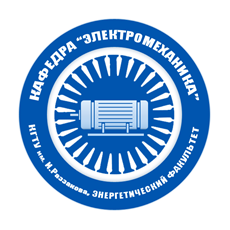 КАФЕДРА "ЭЛЕКТРОМЕХАНИКА"
КГТУ им. И.Раззакова, ЭНЕРГЕТИЧЕСКИЙ ФАКУЛЬТЕТ